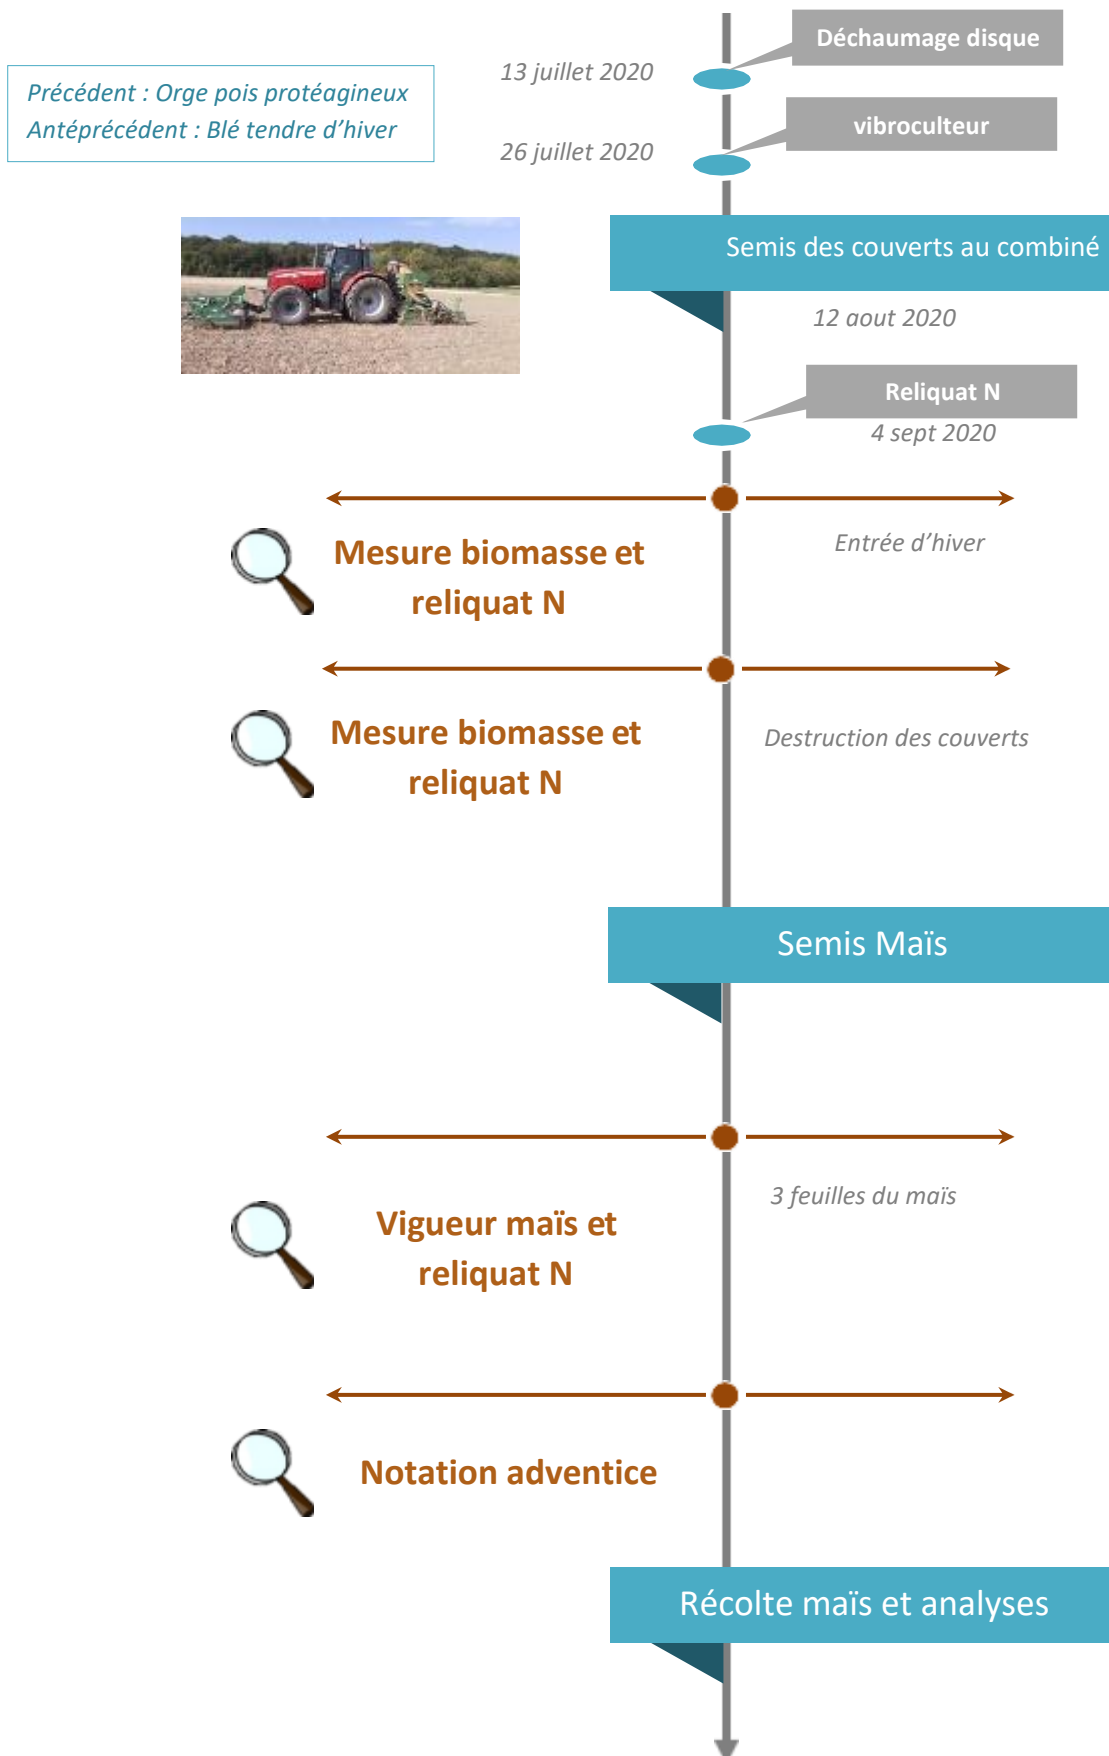 Déchaumage disque
13 juillet 2020
Précédent : Orge pois protéagineux
Antéprécédent : Blé tendre d’hiver
vibroculteur
26 juillet 2020
Semis des couverts au combiné
12 aout 2020
Reliquat N
4 sept 2020
Entrée d’hiver
Mesure biomasse et
reliquat N
Mesure biomasse et
reliquat N
Destruction des couverts
Semis Maïs
3 feuilles du maïs
Vigueur maïs et
reliquat N
Notation adventice
Récolte maïs et analyses